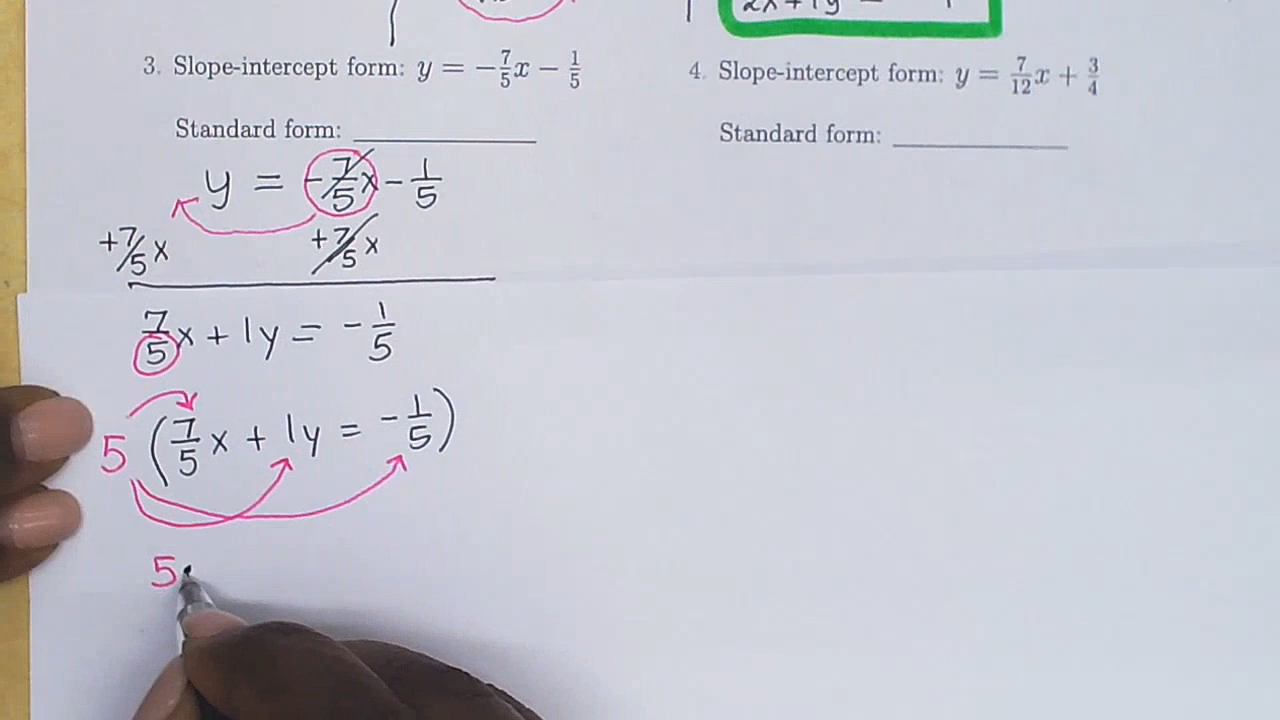 2x+1y =
3. Slope-intercept form: y = −7/5x − 1/5
Standard form: ____________
y = -7/5x - 1/5
+7/5x +7/5x
7/5x + 1y = -1/5
5 (7/5x + 1y = -1/5)
5·
4. Slope-intercept form: y = 7/12x + 3/4
Standard form: ____________